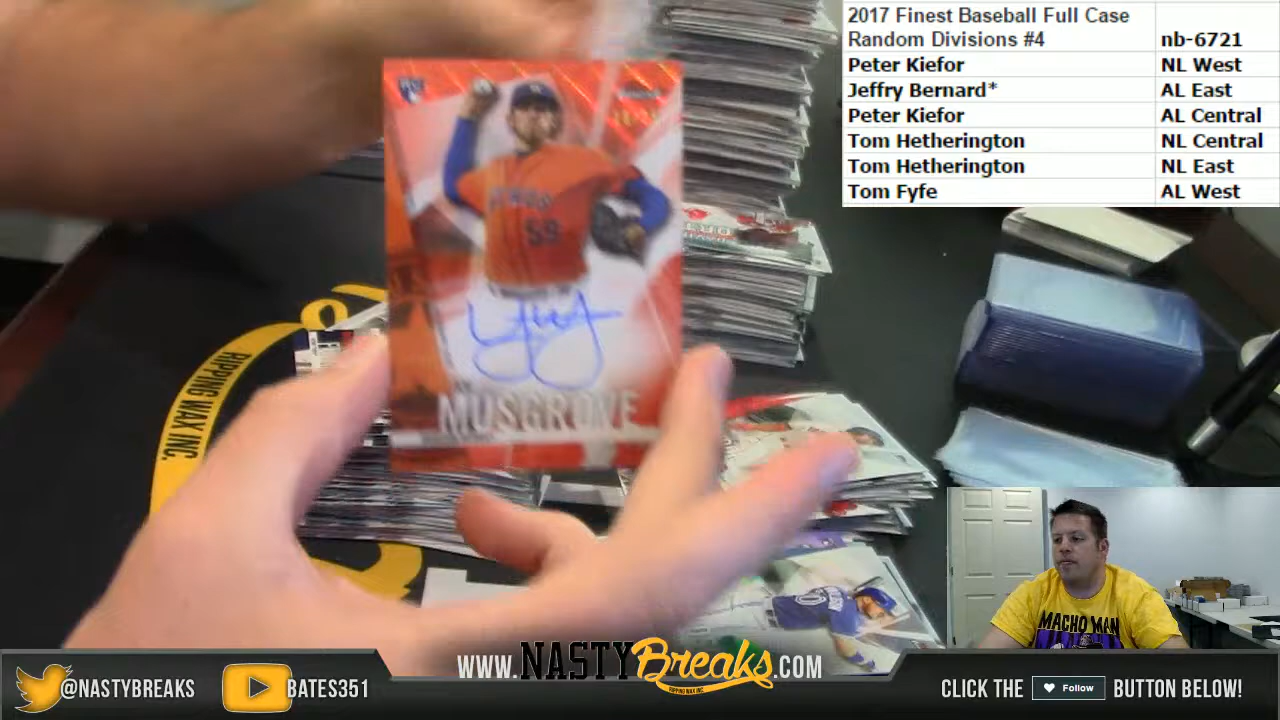 2017 Finest Baseball Full Case
Random Divisions #4 nb-6721
Peter Kiefor NL West
Jeffry Bernard* AL East
Peter Kiefor AL Central
Tom Hetherington NL Central
Tom Hetherington NL East
Tom Fyfe AL West
59
MUSGROVE
RIPPING WAX INC.
MACHO MAN
@NASTYBREAKS
BATES351
WWW.NASTYBreaks.COM
RIPPING WAX INC
CLICK THE Follow BUTTON BELOW!